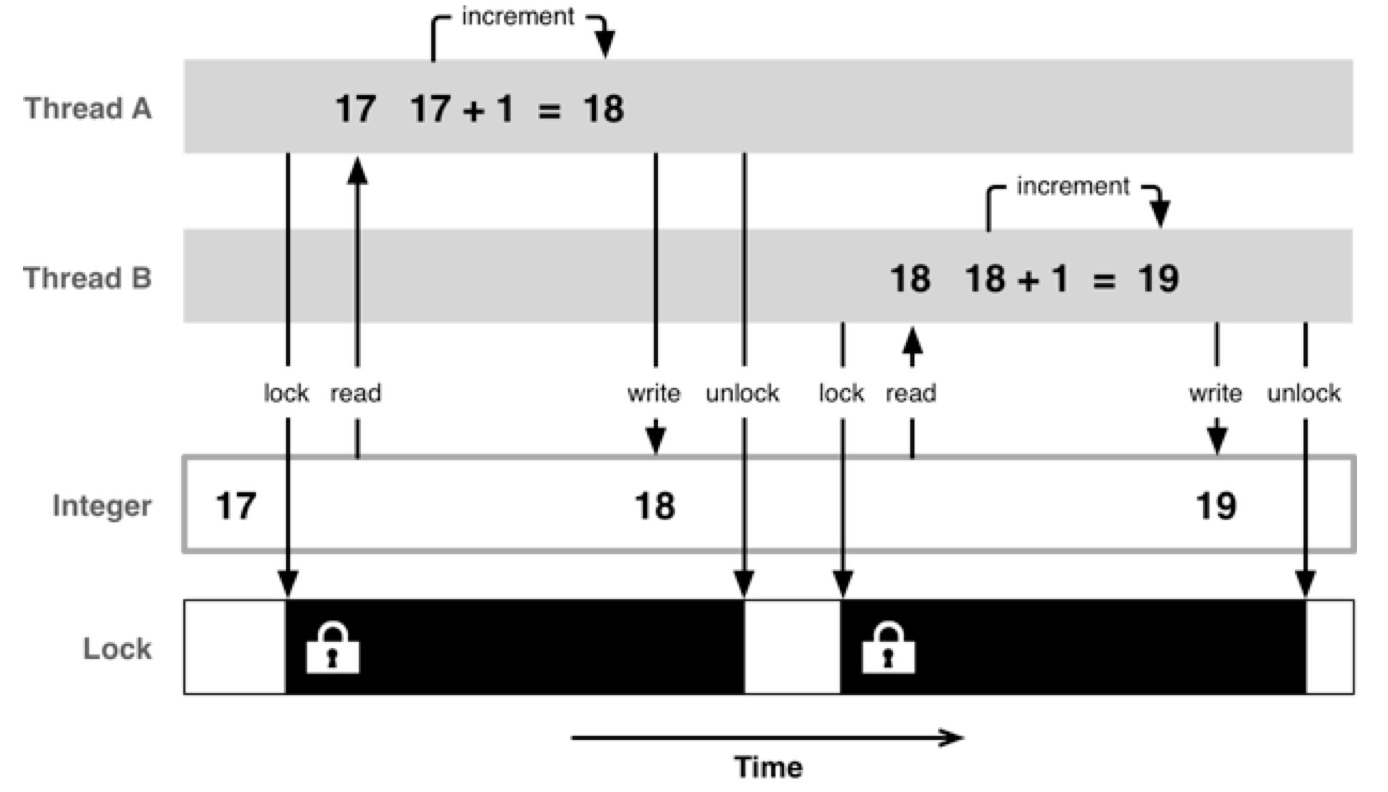 increment
Thread A 17 17 + 1 = 18
increment
Thread B 18 18 + 1 = 19
lock read write unlock lock read write unlock
Integer 17 18 19
Lock
Time